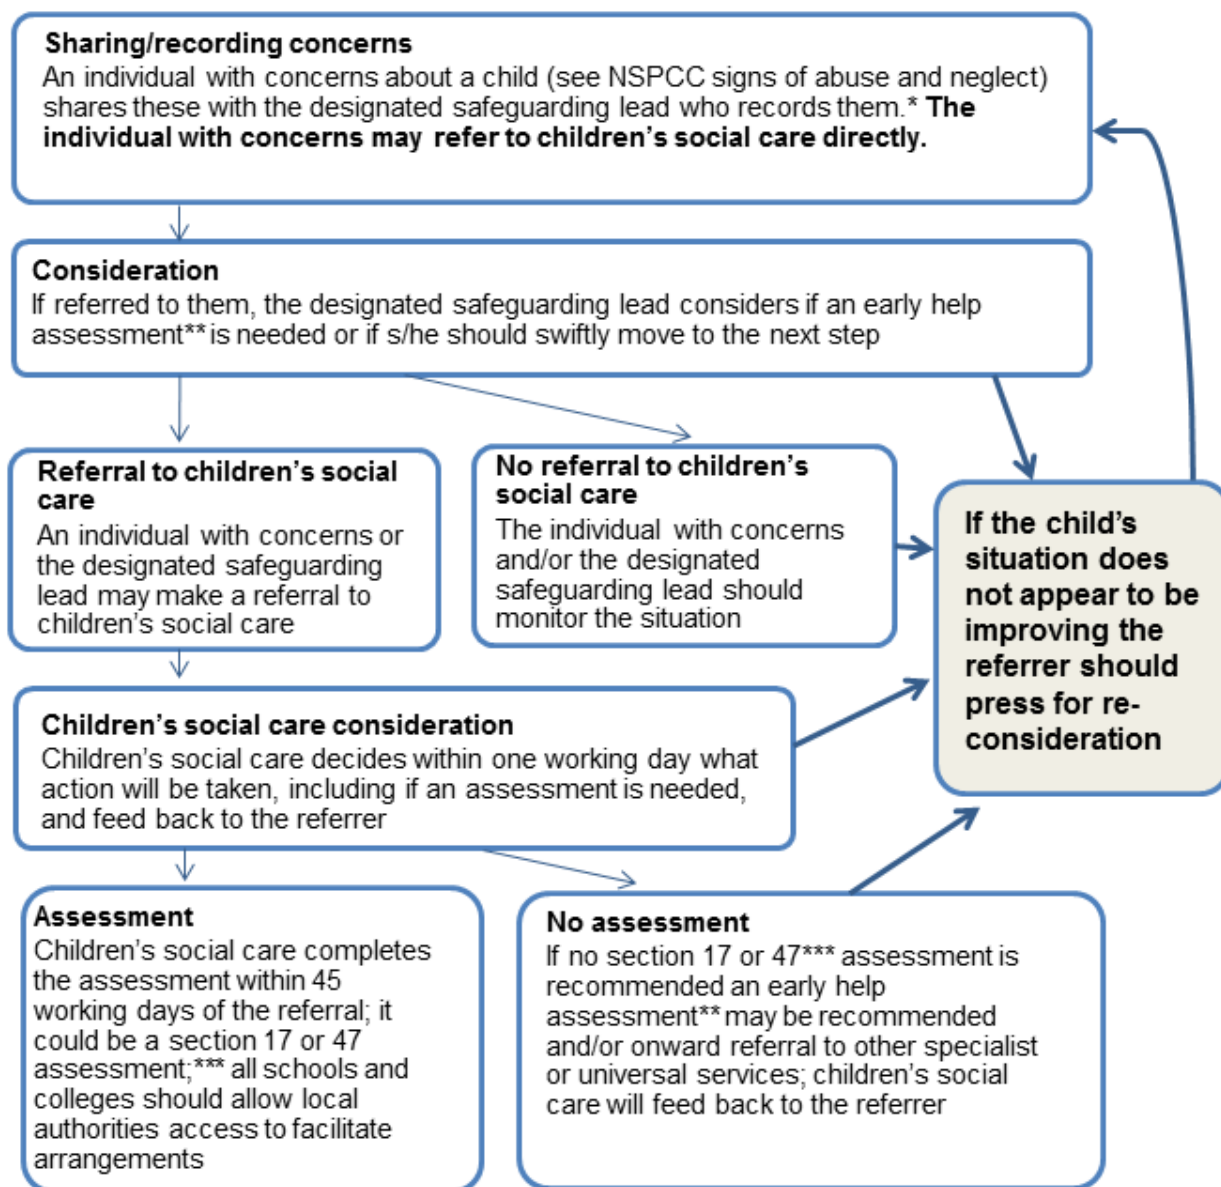 Sharing/recording concerns
An individual with concerns about a child (see NSPCC signs of abuse and neglect)
shares these with the designated safeguarding lead who records them.* The
individual with concerns may refer to children's social care directly.
Consideration
If referred to them, the designated safeguarding lead considers if an early help
assessment** is needed or if s/he should swiftly move to the next step
Referral to children's social
care
An individual with concerns or
the designated safeguarding
lead may make a referral to
children's social care
No referral to children's
social care
The individual with concerns
and/or the designated
safeguarding lead should
monitor the situation
If the child's
situation does
not appear to be
improving the
referrer should
press for re-
consideration
Children's social care consideration
Children's social care decides within one working day what
action will be taken, including if an assessment is needed,
and feed back to the referrer
Assessment
Children's social care completes
the assessment within 45
working days of the referral; it
could be a section 17 or 47
assessment;*** all schools and
colleges should allow local
authorities access to facilitate
arrangements
No assessment
If no section 17 or 47*** assessment is
recommended an early help
assessment** may be recommended
and/or onward referral to other specialist
or universal services; children's social
care will feed back to the referrer